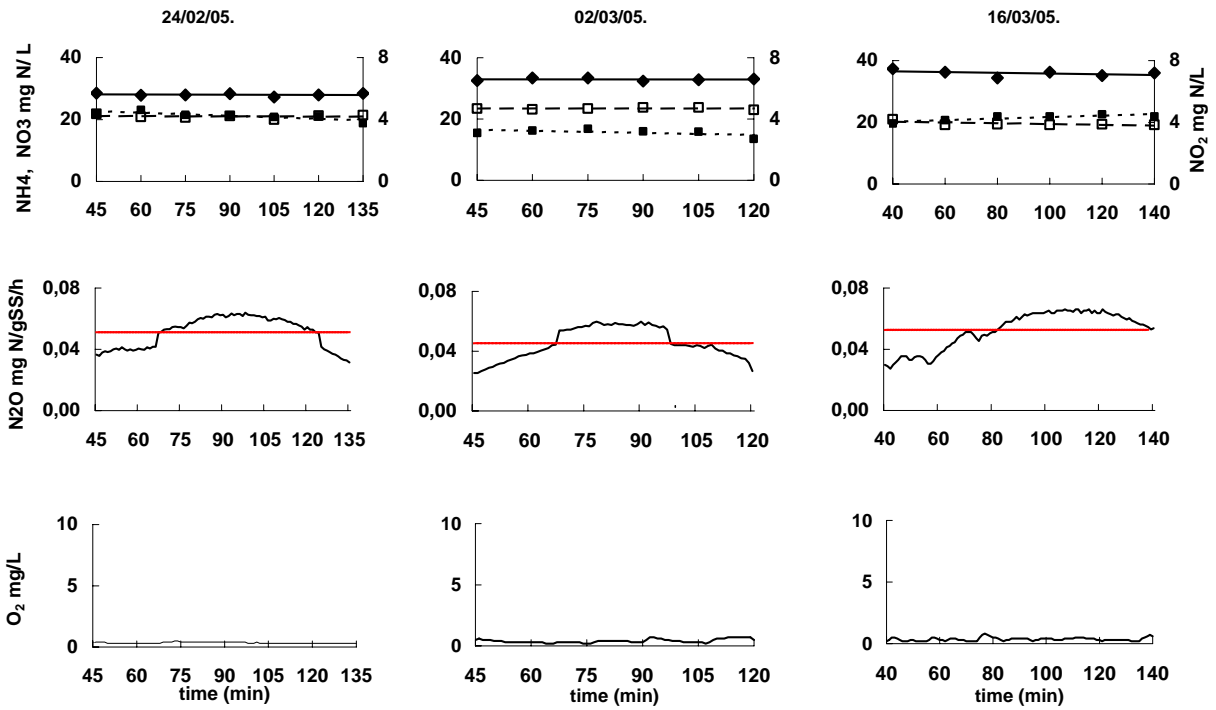 24/02/05. 02/03/05. 16/03/05.
NH4, NO3 mg N/ L
40 8 40 8 40 8
20 4 20 4 20 4
0 0 0 0 0 0
NO2 mg N/L
45 60 75 90 105 120 135 45 60 75 90 105 120 40 60 80 100 120 140
N2O mg N/gSS/h
0,08 0,08 0,08
0,04 0,04 0,04
0,00 0,00 0,00
45 60 75 90 105 120 135 45 60 75 90 105 120 40 60 80 100 120 140
O2 mg/L
10 10 10
5 5 5
0 0 0
45 60 75 90 105 120 135 45 60 75 90 105 120 40 60 80 100 120 140
time (min) time (min) time (min)